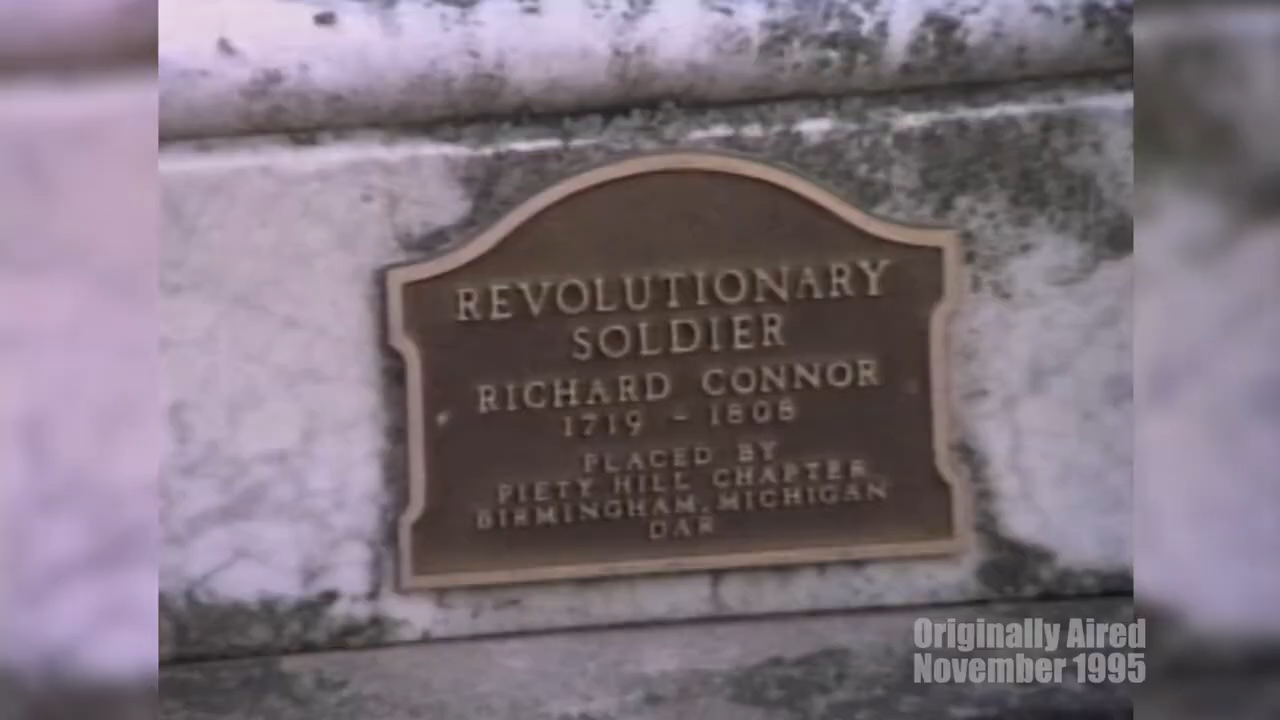 REVOLUTIONARY
SOLDIER
RICHARD CONNOR
1719 - 1808
PLACED BY
PIETY HILL CHAPTER
BIRMINGHAM, MICHIGAN
DAR
Originally Aired
November 1995